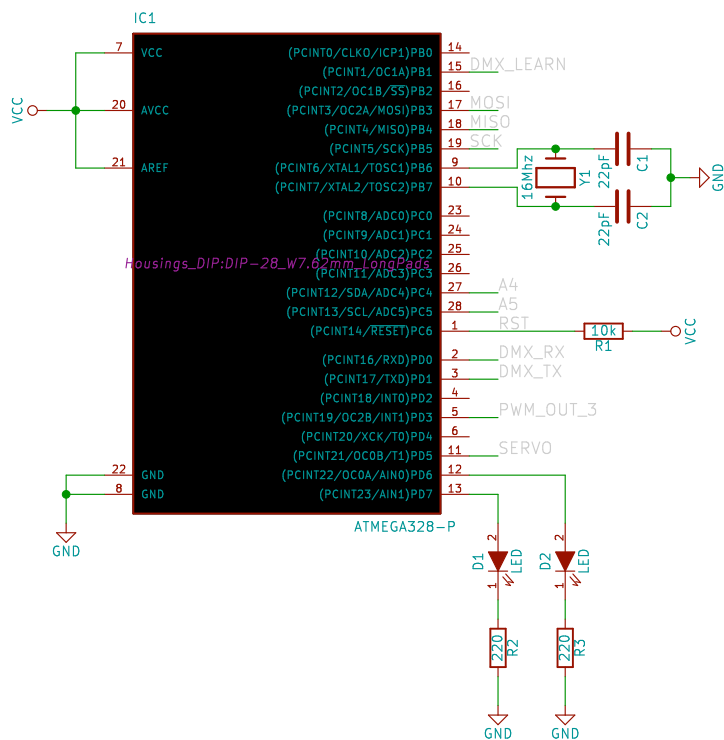 IC1
7 VCC (PCINT0/CLKO/ICP1)PB0 14
(PCINT1/OC1A)PB1 15 DMX_LEARN
(PCINT2/OC1B/SS)PB2 16
VCC 20 AVCC (PCINT3/OC2A/MOSI)PB3 17 MOSI
(PCINT4/MISO)PB4 18 MISO
(PCINT5/SCK)PB5 19 SCK
21 AREF (PCINT6/XTAL1/TOSC1)PB6 9
(PCINT7/XTAL2/TOSC2)PB7 10
16Mhz Y1
22pF C1
22pF C2
GND
(PCINT8/ADC0)PC0 23
(PCINT9/ADC1)PC1 24
(PCINT10/ADC2)PC2 25
Housings_DIP:DIP-28_W7.62mm_LongPads
(PCINT11/ADC3)PC3 26
(PCINT12/SDA/ADC4)PC4 27 A4
(PCINT13/SCL/ADC5)PC5 28 A5
(PCINT14/RESET)PC6 1 RST 10k VCC
R1
(PCINT16/RXD)PD0 2 DMX_RX
(PCINT17/TXD)PD1 3 DMX_TX
(PCINT18/INT0)PD2 4
(PCINT19/OC2B/INT1)PD3 5 PWM_OUT_3
(PCINT20/XCK/T0)PD4 6
(PCINT21/OC0B/T1)PD5 11 SERVO
22 GND (PCINT22/OC0A/AIN0)PD6 12
8 GND (PCINT23/AIN1)PD7 13
ATMEGA328-P
GND
2 2
D1 LED D2 LED
1 1
220 R2 220 R3
GND GND